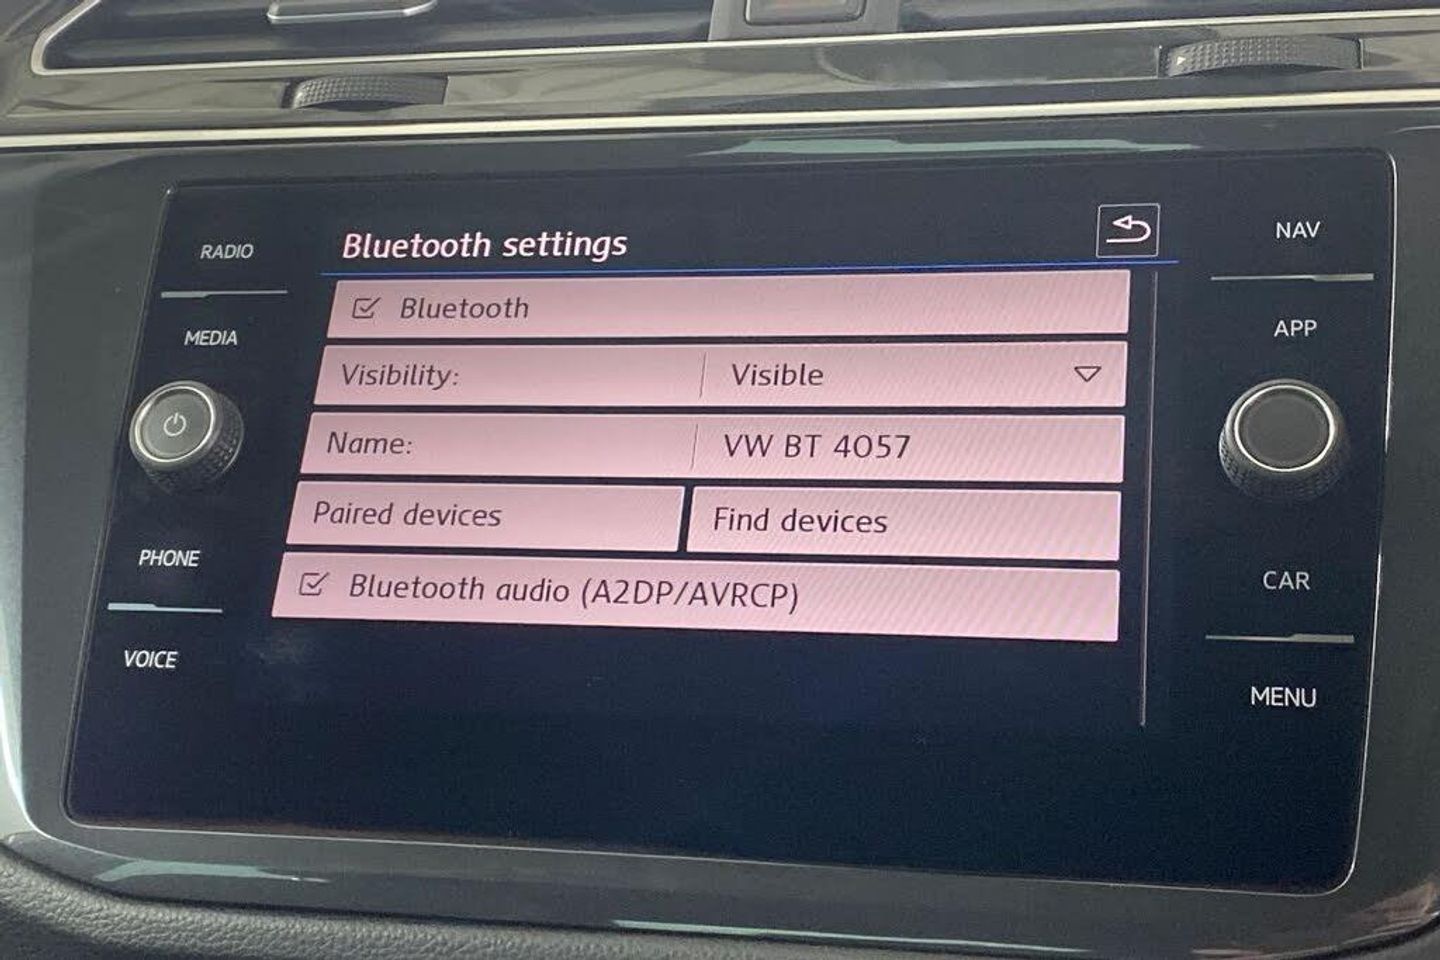 RADIO
MEDIA
PHONE
VOICE
Bluetooth settings
Bluetooth
Visibility: Visible
Name: VW BT 4057
Paired devices Find devices
Bluetooth audio (A2DP/AVRCP)
NAV
APP
CAR
MENU